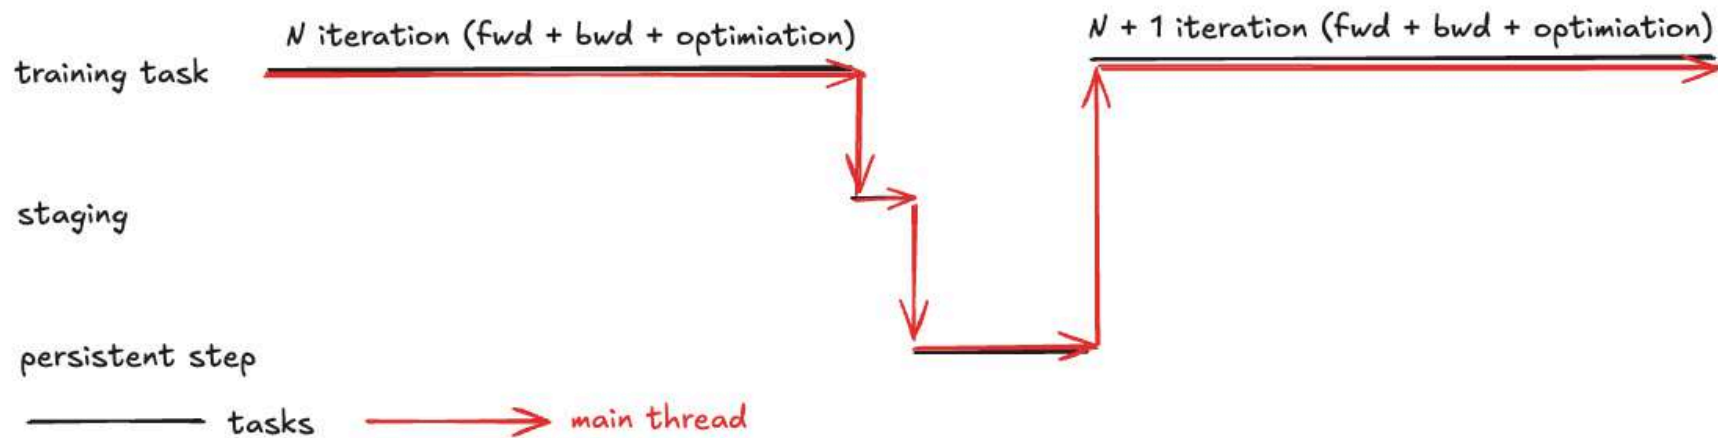 N iteration (fwd + bwd + optimiation)
N + 1 iteration (fwd + bwd + optimiation)
training task
staging
persistent step
tasks
main thread